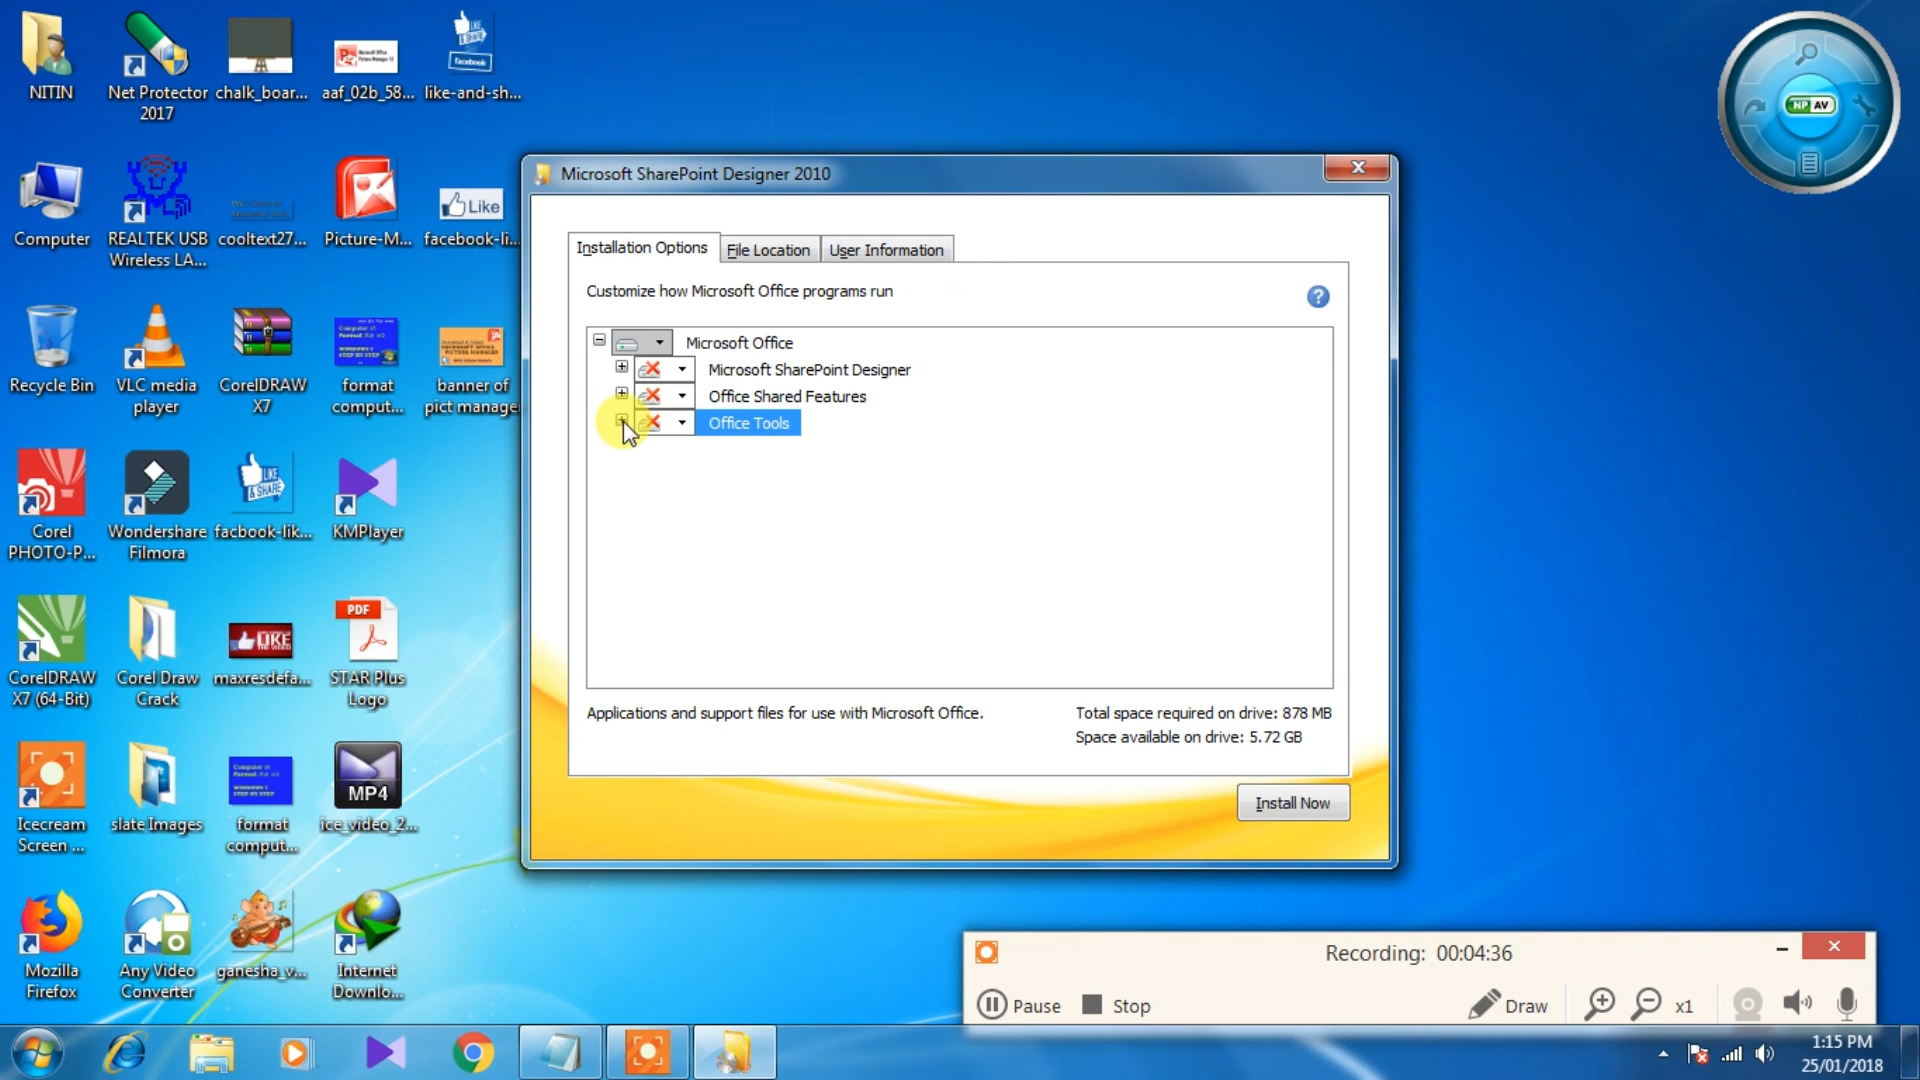 NITIN
Net Protector
2017
chalk_boar...
aaf_02b_58...
LIKE
& SHARE
facebook
like-and-sh...
NP AV
Computer
REALTEK USB
Wireless LA...
cooltext27...
Picture-M...
Like
facebook-li...
Recycle Bin
VLC media
player
CorelDRAW
X7
format
comput...
banner of
pict manage
Corel
PHOTO-P...
Wondershare
Filmora
LIKE
& SHARE
facbook-lik...
KMPlayer
CorelDRAW
X7 (64-Bit)
Corel Draw
Crack
LIKE
maxresdefa...
PDF
STAR Plus
Logo
Icecream
Screen ...
slate Images
format
comput...
MP4
ice_video_2...
Mozilla
Firefox
Any Video
Converter
ganesha_v...
Internet
Downlo...
Microsoft SharePoint Designer 2010
Installation Options
File Location
User Information
Customize how Microsoft Office programs run
Microsoft Office
Microsoft SharePoint Designer
Office Shared Features
Office Tools
Applications and support files for use with Microsoft Office.
Total space required on drive: 878 MB
Space available on drive: 5.72 GB
Install Now
Recording: 00:04:36
Pause
Stop
Draw
x1
1:15 PM
25/01/2018